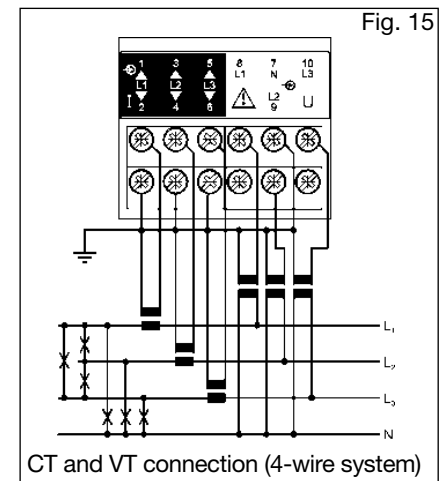 Fig. 15
1 3 5 8 7 10
L1 N L3
L1 L2 L3
I 2 4 6 L2 9 U
L1
L2
L3
N
CT and VT connection (4-wire system)